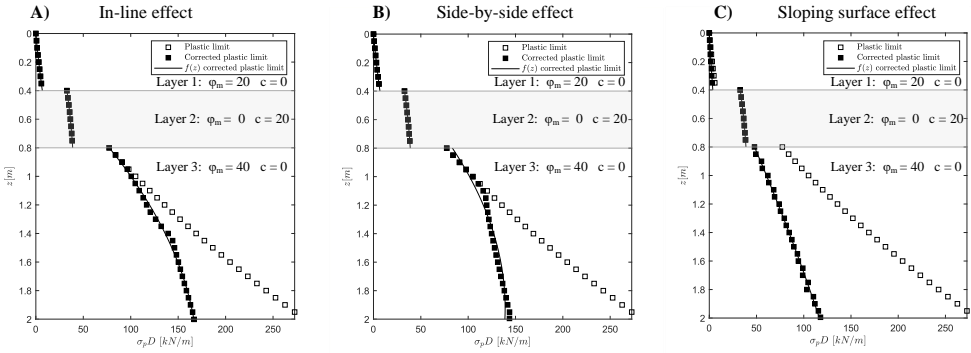 A) In-line effect
Plastic limit
Corrected plastic limit
f(z) corrected plastic limit
Layer 1: φm = 20 c = 0
Layer 2: φm = 0 c = 20
Layer 3: φm = 40 c = 0
0
0.2
0.4
0.6
0.8
1
1.2
1.4
1.6
1.8
2
z[m]
0 50 100 150 200 250
σpD [kN/m]
B) Side-by-side effect
Plastic limit
Corrected plastic limit
f(z) corrected plastic limit
Layer 1: φm = 20 c = 0
Layer 2: φm = 0 c = 20
Layer 3: φm = 40 c = 0
0
0.2
0.4
0.6
0.8
1
1.2
1.4
1.6
1.8
2
z[m]
0 50 100 150 200 250
σpD [kN/m]
C) Sloping surface effect
Plastic limit
Corrected plastic limit
f(z) corrected plastic limit
Layer 1: φm = 20 c = 0
Layer 2: φm = 0 c = 20
Layer 3: φm = 40 c = 0
0
0.2
0.4
0.6
0.8
1
1.2
1.4
1.6
1.8
2
z[m]
0 50 100 150 200 250
σpD [kN/m]